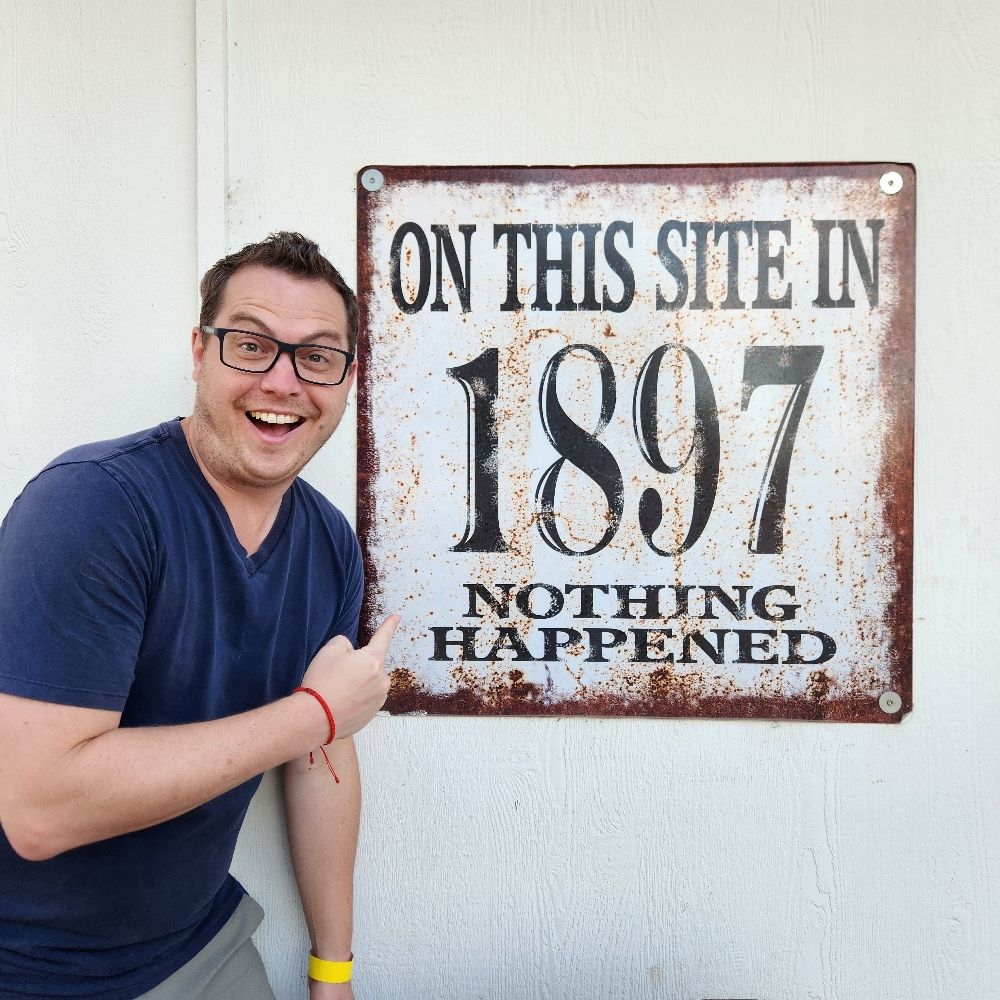 ON THIS SITE IN
1897
NOTHING
HAPPENED